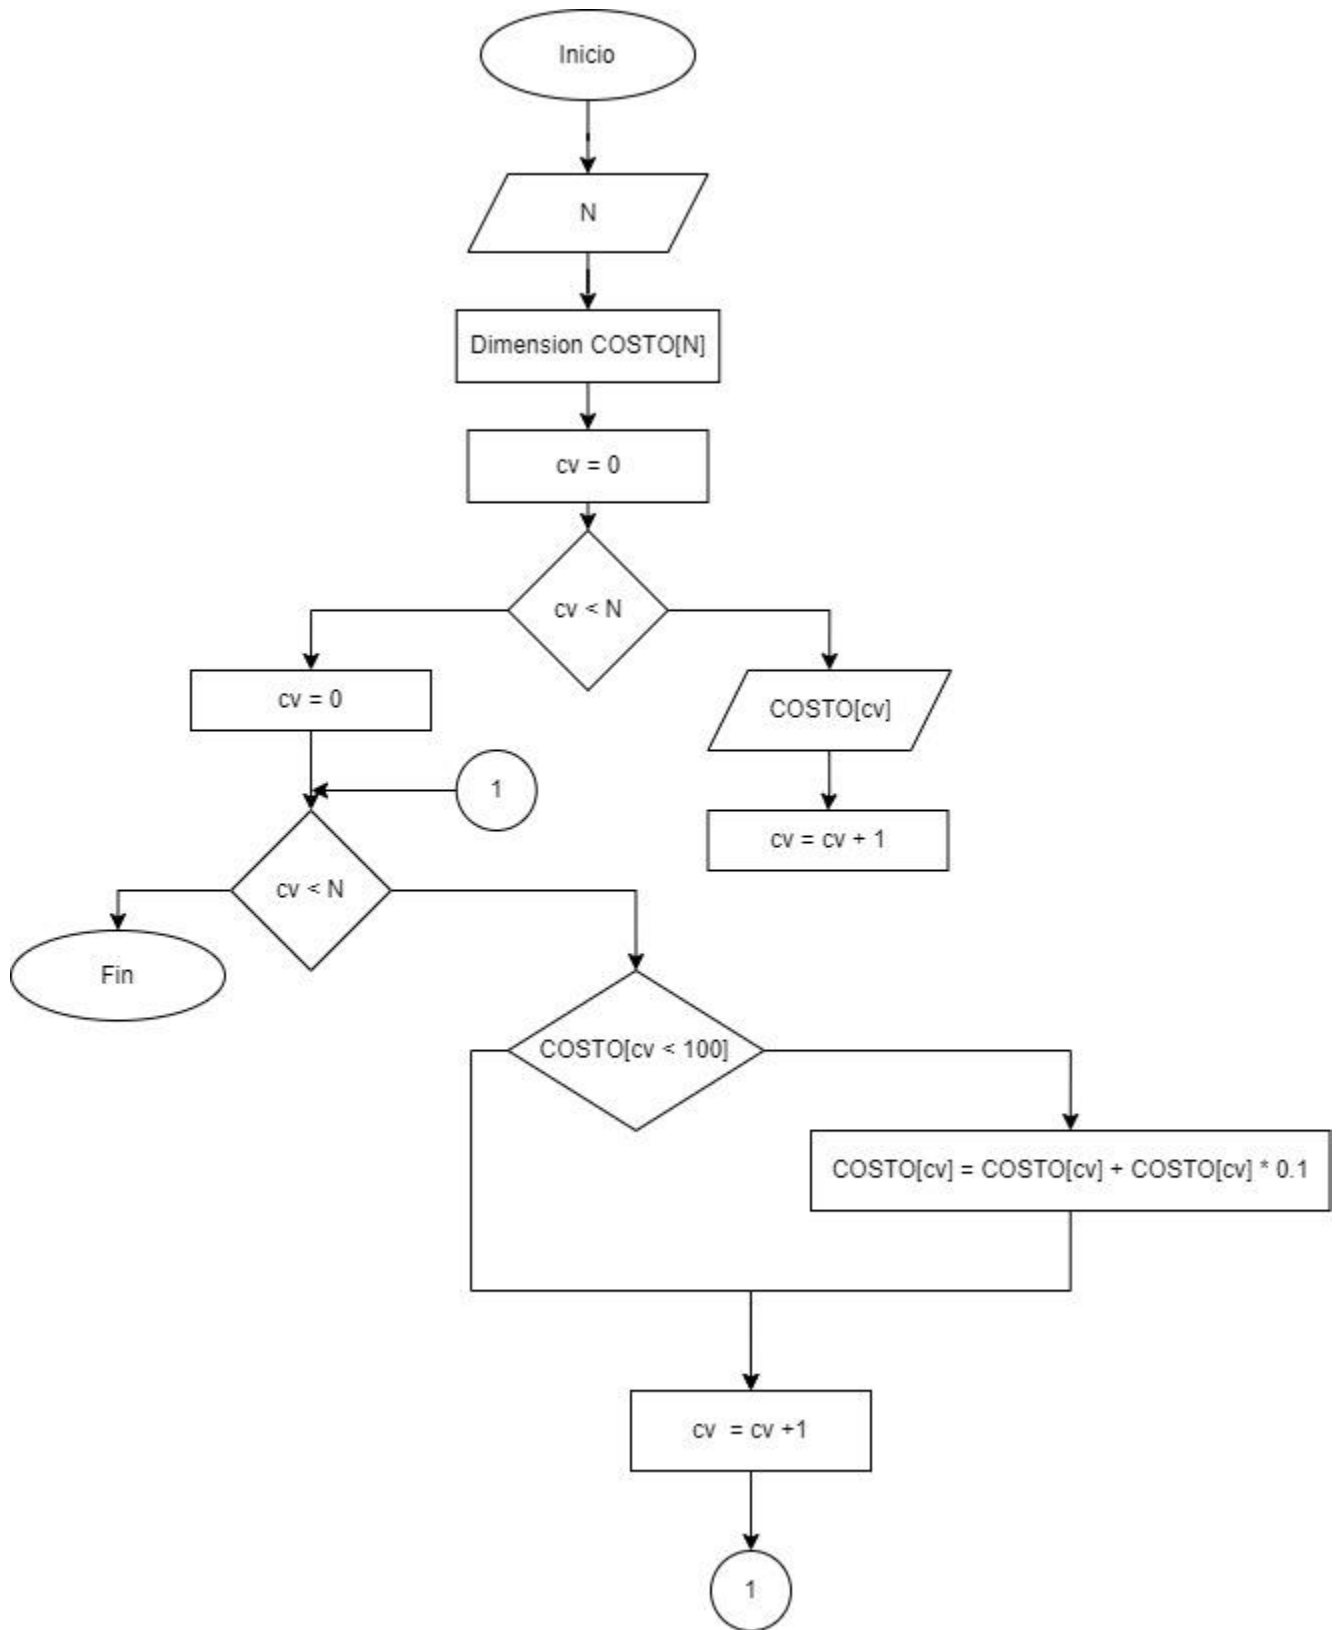 Inicio
N
Dimension COSTO[N]
cv = 0
cv < N
cv = 0
COSTO[cv]
1
cv = cv + 1
cv < N
Fin
COSTO[cv < 100]
COSTO[cv] = COSTO[cv] + COSTO[cv] * 0.1
cv  = cv +1
1